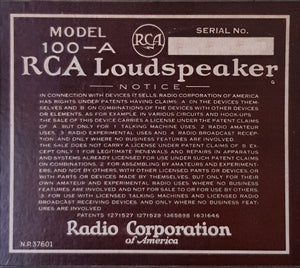 MODEL
100-A
RCA
SERIAL No.
RCA Loudspeaker
NOTICE
IN CONNECTION WITH DEVICES IT SELLS, RADIO CORPORATION OF AMERICA
HAS RIGHTS UNDER PATENTS HAVING CLAIMS: A- ON THE DEVICES THEM-
SELVES AND B- ON COMBINATIONS OF THE DEVICES WITH OTHER DEVICES
OR ELEMENTS, AS FOR EXAMPLE, IN VARIOUS CIRCUITS AND HOOK-UPS.
THE SALE OF THIS DEVICE CARRIES A LICENSE UNDER THE PATENT CLAIMS
OF A- BUT ONLY FOR: 1 TALKING MACHINE USES, 2 RADIO AMATEUR
USES, 3 RADIO EXPERIMENTAL USES AND 4 RADIO BROADCAST RECEP-
TION; AND ONLY WHERE NO BUSINESS FEATURES ARE INVOLVED.
THE SALE DOES NOT CARRY A LICENSE UNDER PATENT CLAIMS OF B- EX-
CEPT ONLY 1 FOR LEGITIMATE RENEWALS AND REPAIRS IN APPARATUS
AND SYSTEMS ALREADY LICENSED FOR USE UNDER SUCH PATENT CLAIMS
ON COMBINATIONS, 2 FOR ASSEMBLING BY AMATEURS AND EXPERIMENT-
ERS, AND NOT BY OTHERS, WITH OTHER LICENSED PARTS OR DEVICES, OR
WITH PARTS OR DEVICES MADE BY THEMSELVES, BUT ONLY FOR THEIR
OWN AMATEUR AND EXPERIMENTAL RADIO USES WHERE NO BUSINESS
FEATURES ARE INVOLVED AND NOT FOR SALE TO OR FOR USE BY OTHERS, 3
FOR USE WITH LICENSED TALKING MACHINES AND LICENSED RADIO
BROADCAST RECEIVING DEVICES; AND ONLY WHERE NO BUSINESS FEA-
TURES ARE INVOLVED.
PATENTS 1271527 1271529 1365898 1631646
Radio Corporation
of America
N.P. 37601